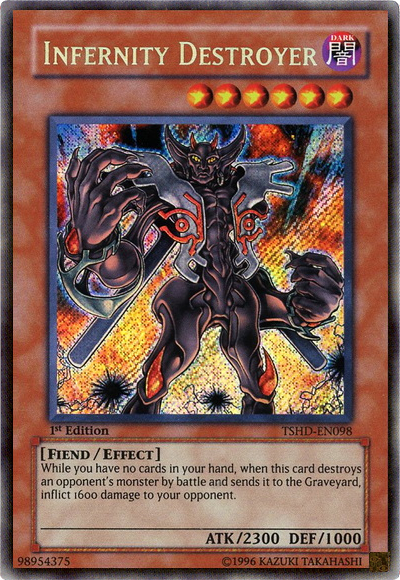 INFERNITY DESTROYER
DARK
闇
1st Edition
TSHD-EN098
[FIEND / EFFECT]
While you have no cards in your hand, when this card destroys
an opponent's monster by battle and sends it to the Graveyard,
inflict 1600 damage to your opponent.
ATK/2300 DEF/1000
98954375
©1996 KAZUKI TAKAHASHI